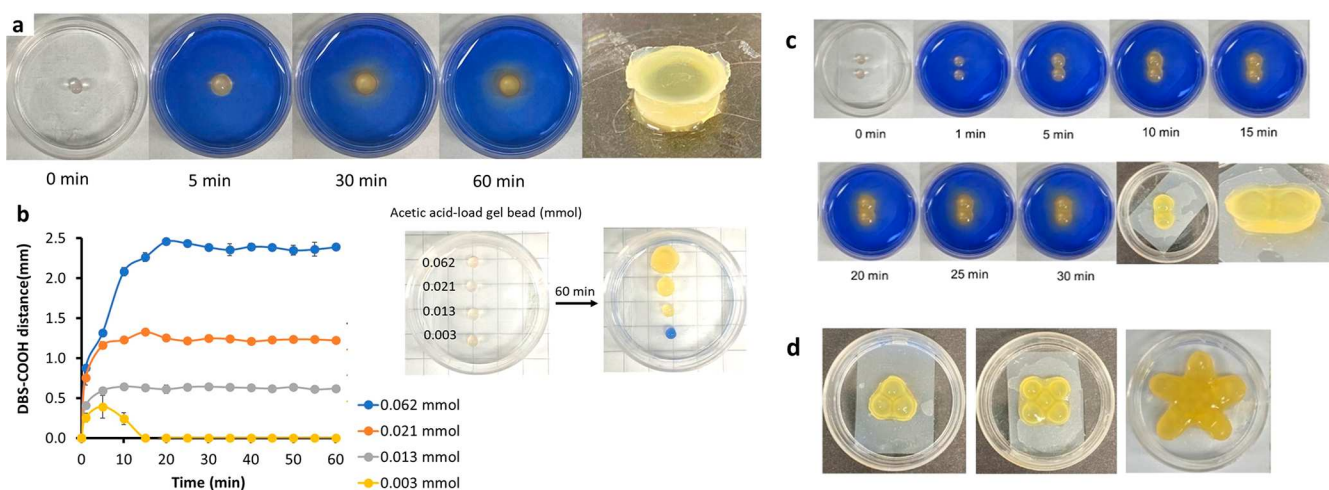 a
0 min
5 min
30 min
60 min
b
Acetic acid-load gel bead (mmol)
DBS-COOH distance(mm)
2.5
2.0
1.5
1.0
0.5
0.0
0
10
20
30
40
50
60
Time (min)
0.062
0.021
0.013
0.003
60 min
0.062 mmol
0.021 mmol
0.013 mmol
0.003 mmol
c
0 min
1 min
5 min
10 min
15 min
20 min
25 min
30 min
d